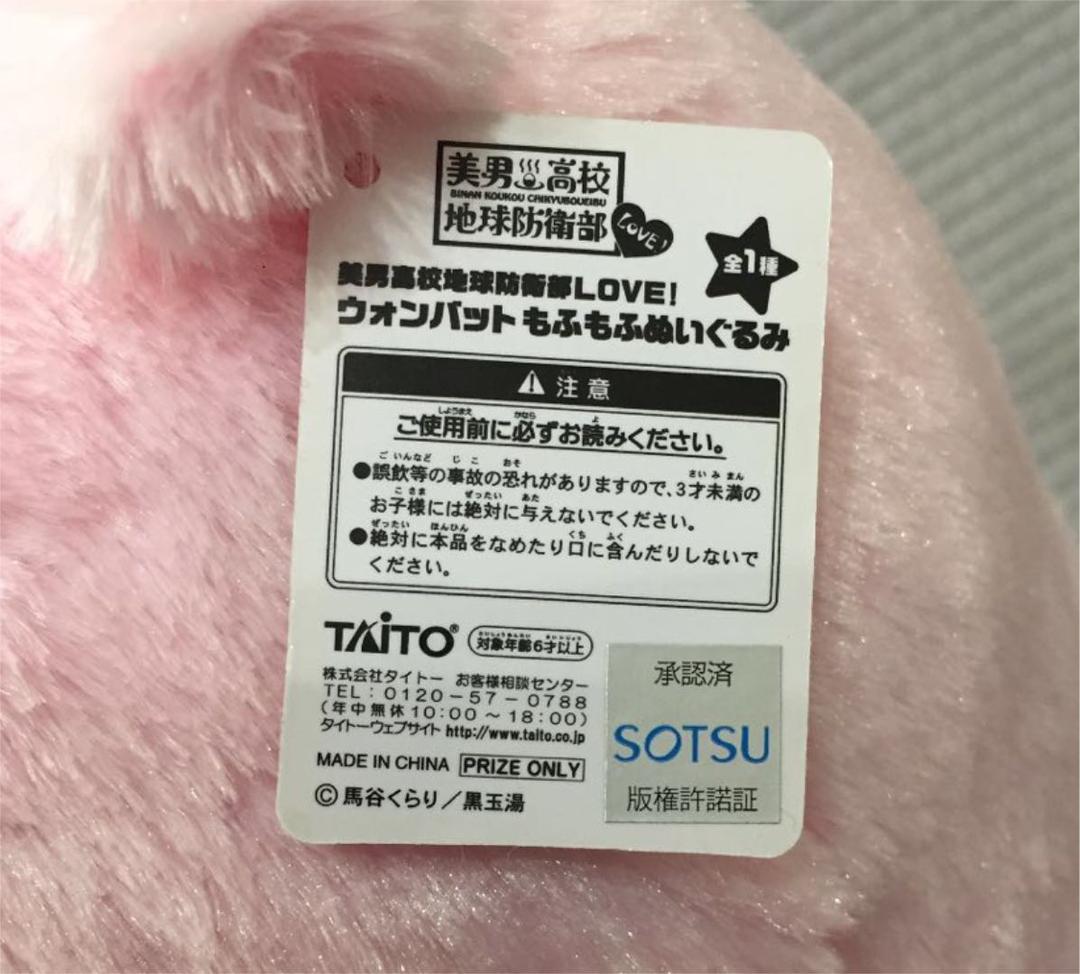 美男高校
BINAN KOUKOU CHIKYUBOUEIBU
地球防衛部
LOVE!
全1種
美男高校地球防衛部LOVE!
ウォンバット もふもふぬいぐるみ
注意
ご使用前に必ずお読みください。
●誤飲等の事故の恐れがありますので、3才未満の
お子様には絶対に与えないでください。
●絶対に本品をなめたり口に含んだりしないで
ください。
TAITO®
対象年齢6才以上
株式会社タイトー お客様相談センター
TEL:0120-57-0788
(年中無休10:00~18:00)
タイトーウェブサイト http://www.taito.co.jp
MADE IN CHINA PRIZE ONLY
©馬谷くらり/黒玉湯
承認済
SOTSU
版権許諾証